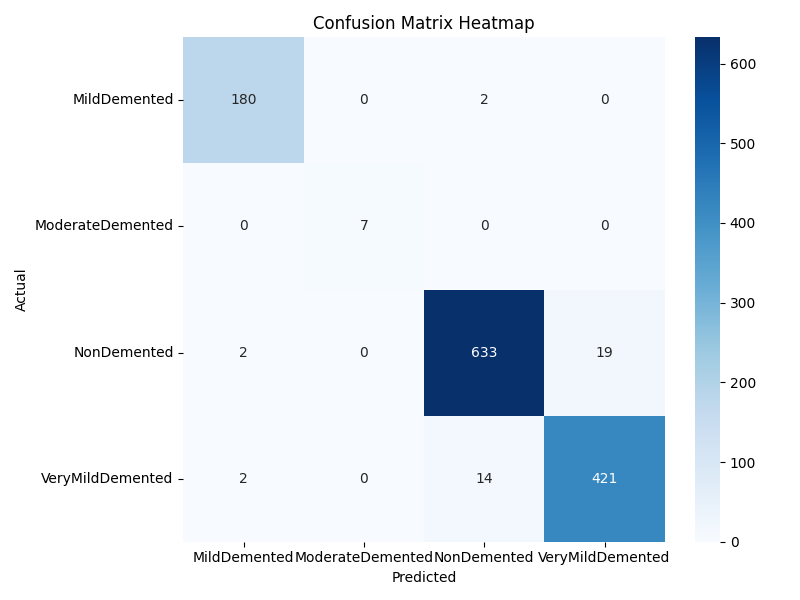 Confusion Matrix Heatmap
MildDemented 180 0 2 0
ModerateDemented 0 7 0 0
NonDemented 2 0 633 19
VeryMildDemented 2 0 14 421
MildDemented ModerateDemented NonDemented VeryMildDemented
Predicted
Actual
600
500
400
300
200
100
0